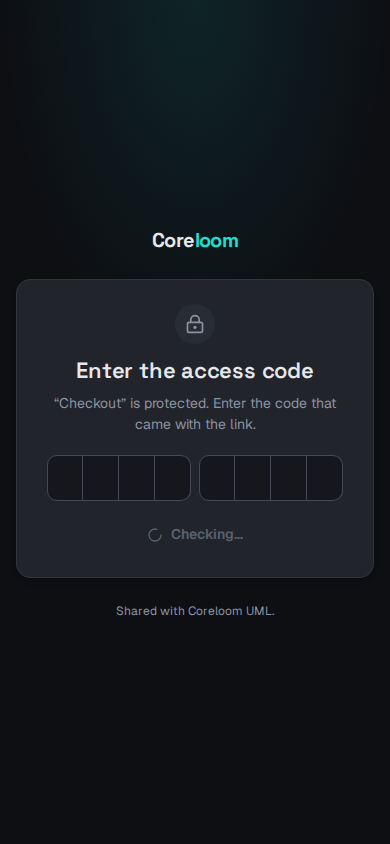 Coreloom
Enter the access code
“Checkout” is protected. Enter the code that
came with the link.
Checking...
Shared with Coreloom UML.